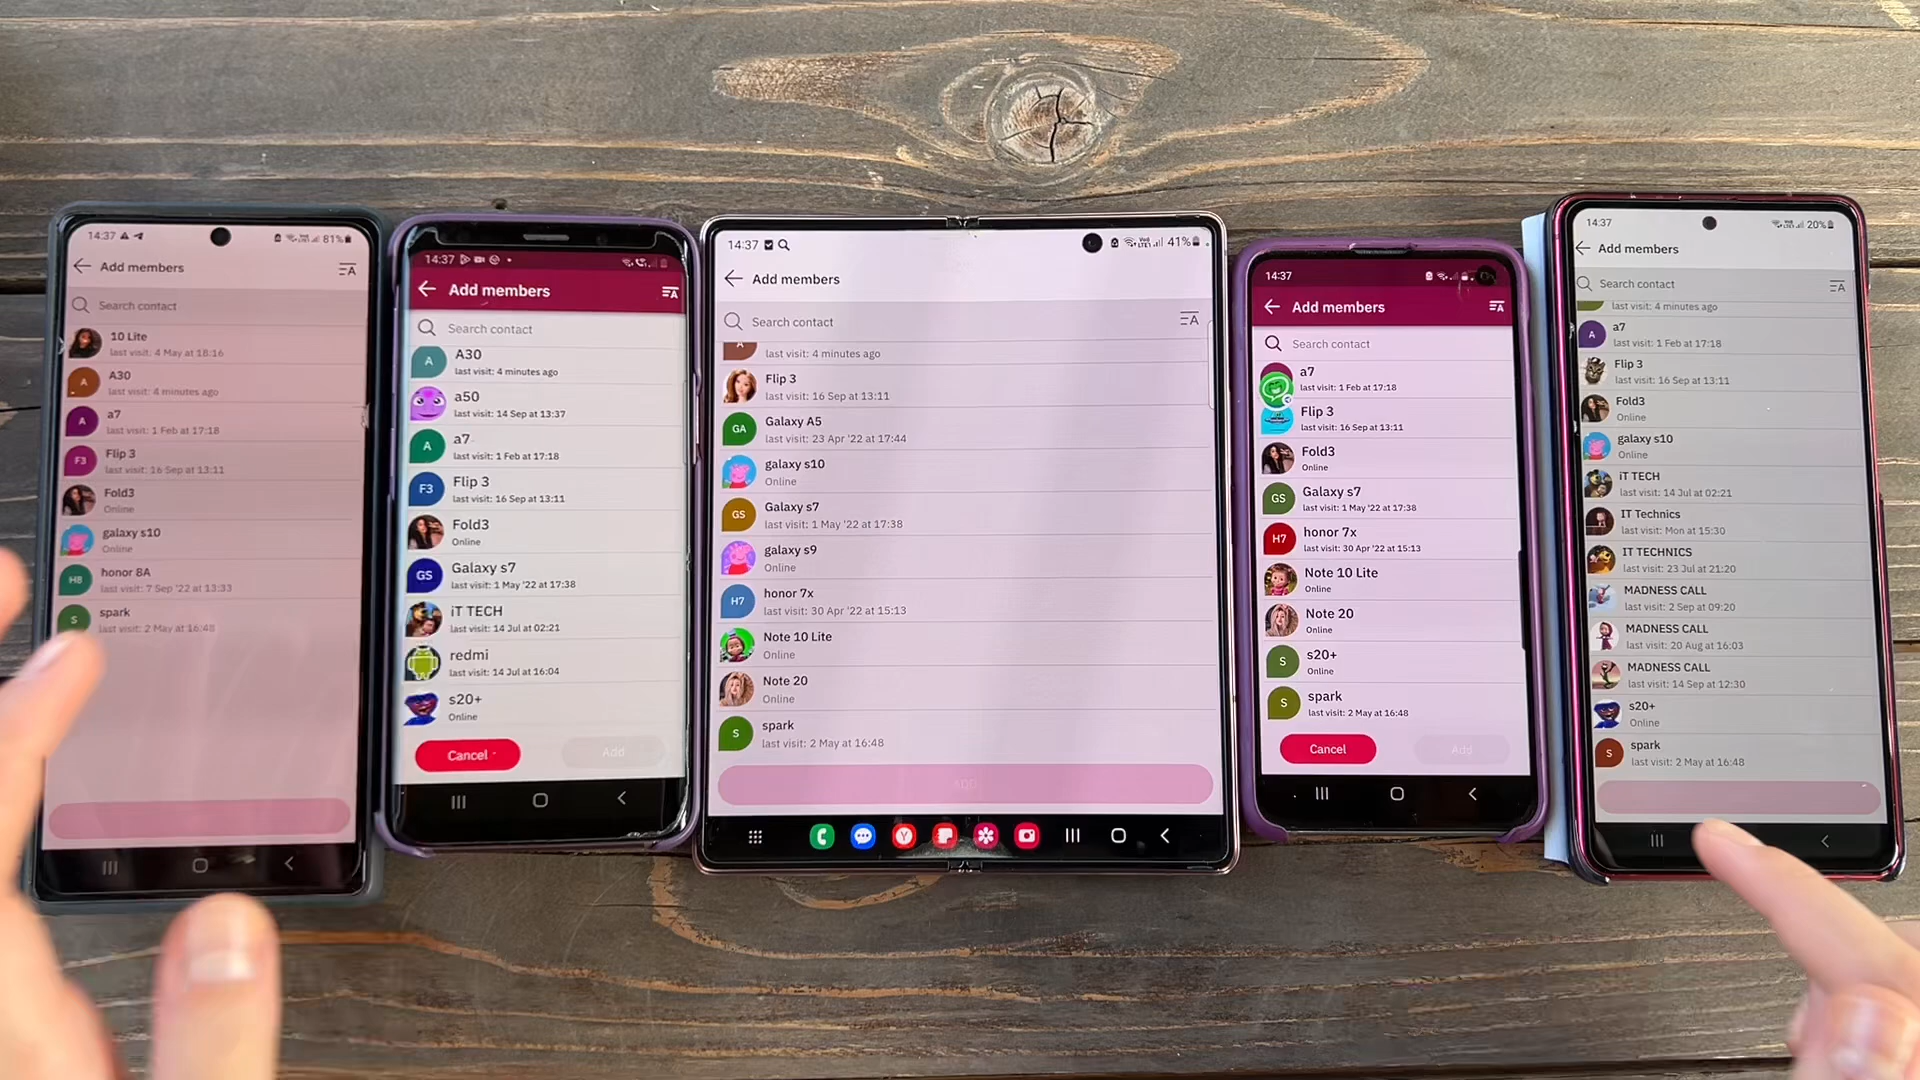 14:37
81%
Add members
Search contact
10 Lite
last visit: 4 May at 18:16
A
A30
last visit: 4 minutes ago
A
a7
last visit: 1 Feb at 17:18
F3
Flip 3
last visit: 16 Sep at 13:11
Fold3
Online
galaxy s10
Online
H8
honor 8A
last visit: 7 Sep '22 at 13:33
S
spark
last visit: 2 May at 16:48
14:37
Add members
Search contact
A
A30
last visit: 4 minutes ago
a50
last visit: 14 Sep at 13:37
A
a7
last visit: 1 Feb at 17:18
F3
Flip 3
last visit: 16 Sep at 13:11
Fold3
Online
GS
Galaxy s7
last visit: 1 May '22 at 17:38
iT TECH
last visit: 14 Jul at 02:21
redmi
last visit: 14 Jul at 16:04
s20+
Online
Cancel
Add
14:37
41%
Add members
Search contact
A
last visit: 4 minutes ago
Flip 3
last visit: 16 Sep at 13:11
GA
Galaxy A5
last visit: 23 Apr '22 at 17:44
galaxy s10
Online
GS
Galaxy s7
last visit: 1 May '22 at 17:38
galaxy s9
Online
H7
honor 7x
last visit: 30 Apr '22 at 15:13
Note 10 Lite
Online
Note 20
Online
S
spark
last visit: 2 May at 16:48
ADD
14:37
Add members
Search contact
a7
last visit: 1 Feb at 17:18
Flip 3
last visit: 16 Sep at 13:11
Fold3
Online
GS
Galaxy s7
last visit: 1 May '22 at 17:38
H7
honor 7x
last visit: 30 Apr '22 at 15:13
Note 10 Lite
Online
Note 20
Online
S
s20+
Online
S
spark
last visit: 2 May at 16:48
Cancel
Add
14:37
20%
Add members
Search contact
last visit: 4 minutes ago
A
a7
last visit: 1 Feb at 17:18
Flip 3
last visit: 16 Sep at 13:11
Fold3
Online
galaxy s10
Online
iT TECH
last visit: 14 Jul at 02:21
IT Technics
last visit: Mon at 15:30
IT TECHNICS
last visit: 23 Jul at 21:20
MADNESS CALL
last visit: 2 Sep at 09:20
MADNESS CALL
last visit: 20 Aug at 16:03
MADNESS CALL
last visit: 14 Sep at 12:30
s20+
Online
S
spark
last visit: 2 May at 16:48